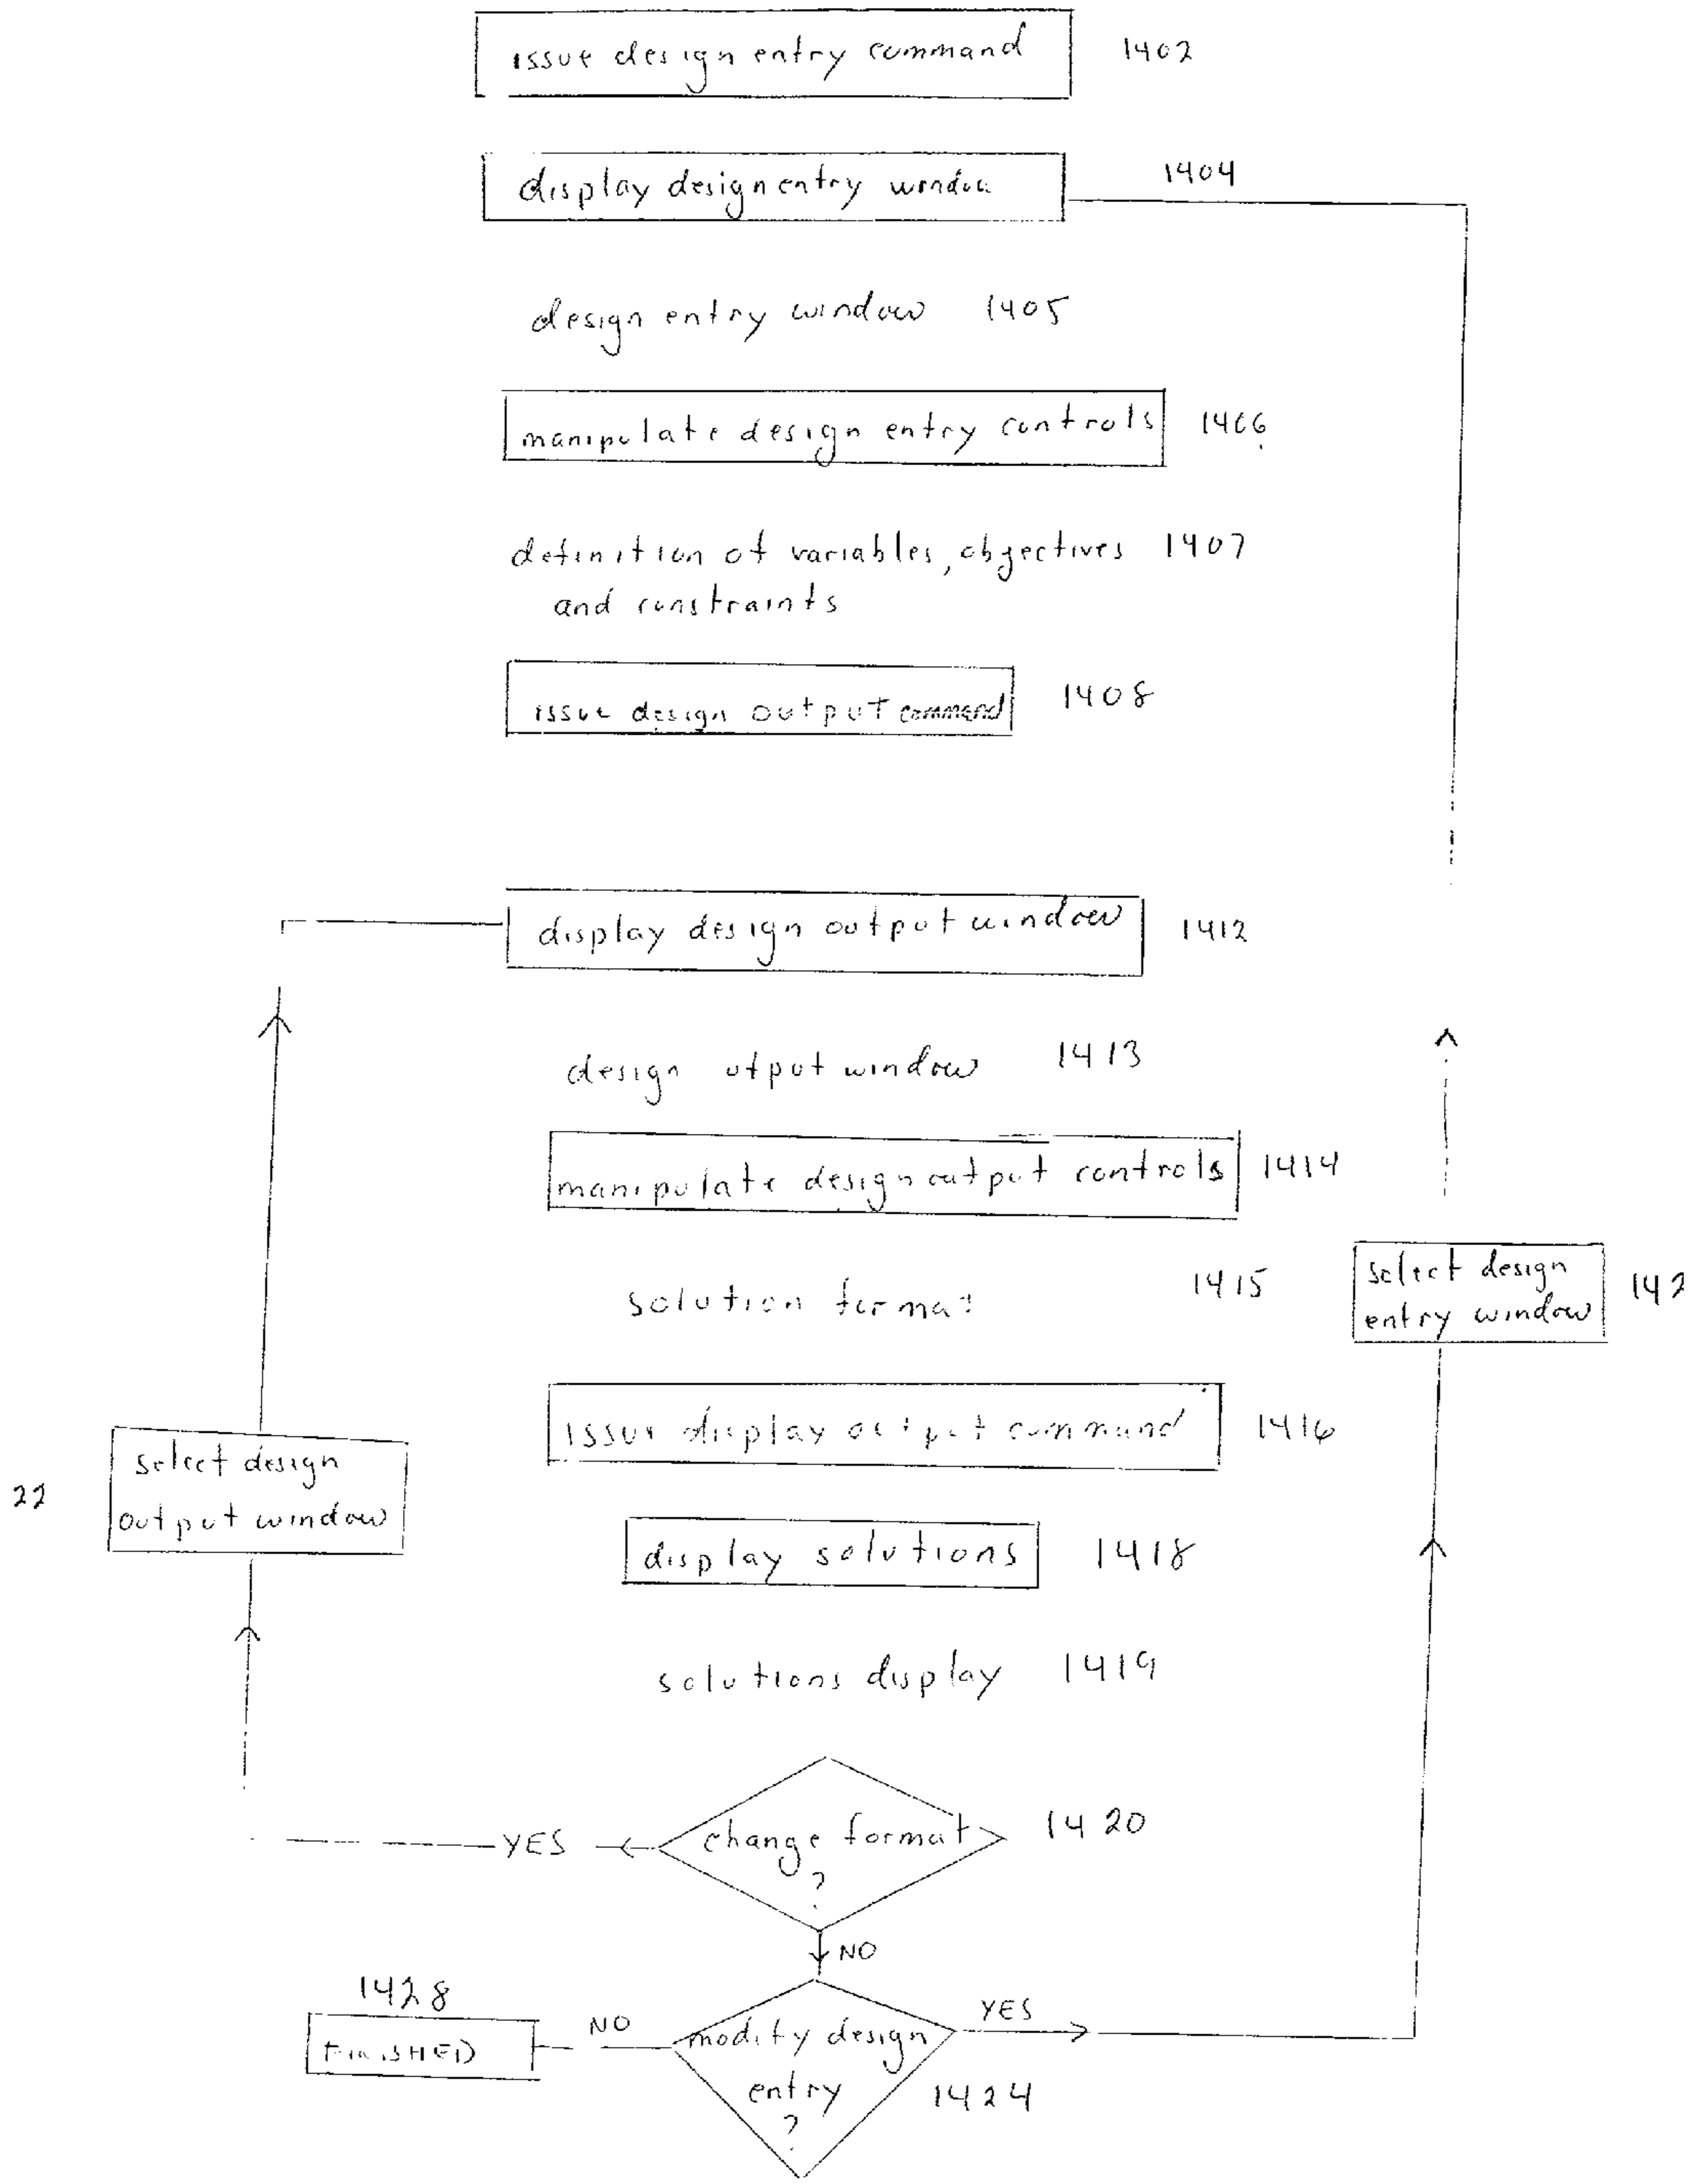 issue design entry command 1402
display design entry window 1404
design entry window 1405
manipulate design entry controls 1406
definition of variables, objectives 1407
and constraints
issue design output command 1408
display design output window 1412
design utput window 1413
manipulate design output controls 1414
solution format 1415
select design
entry window 142
issue display output command 1416
select design
output window
22
display solutions 1418
solutions display 1419
change format 1420
?
YES
NO
1428
FINISHED
NO
modify design
entry
?
YES
1424